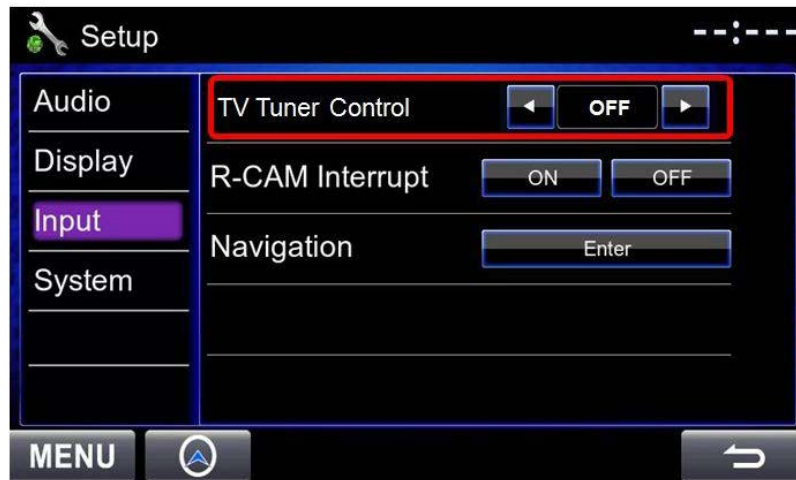 Setup
--:---
Audio
Display
Input
System
TV Tuner Control
OFF
R-CAM Interrupt
ON
OFF
Navigation
Enter
MENU